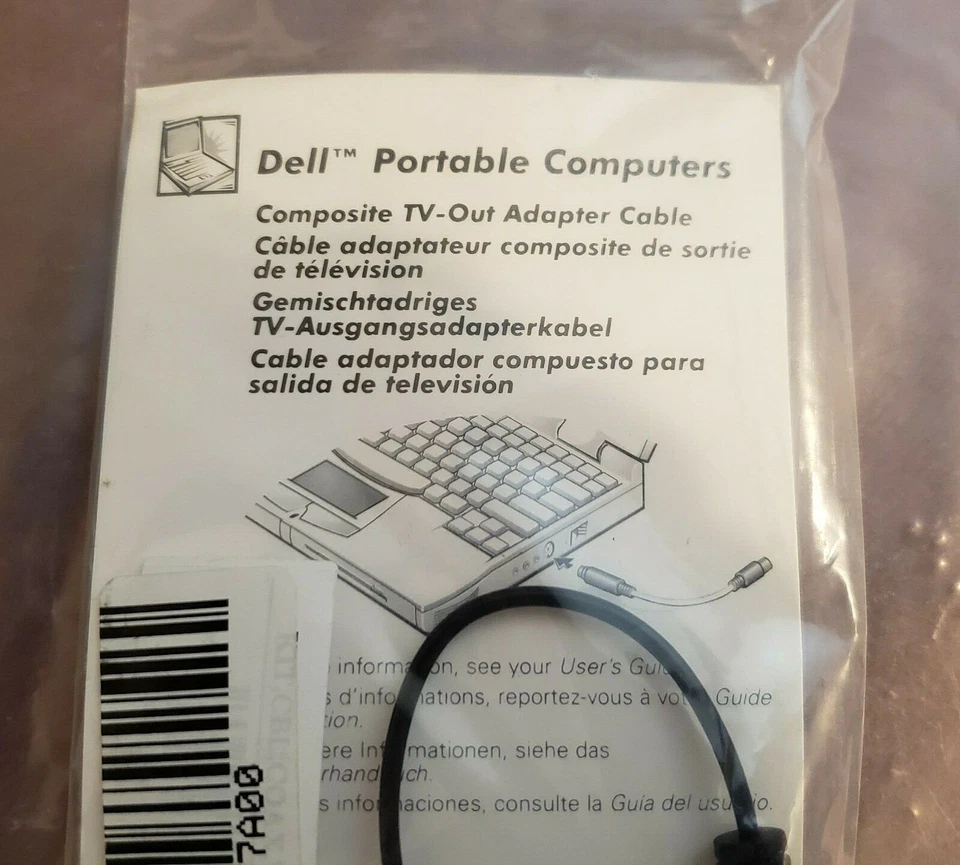 Dell™ Portable Computers
Composite TV-Out Adapter Cable
Câble adaptateur composite de sortie
de télévision
Gemischtadriges
TV-Ausgangsadapterkabel
Cable adaptador compuesto para
salida de televisión
information, see your User's
d'informations, reportez-vous à Guide
Informationen, siehe das
informaciones, consulte la Guía del usuario.
7A00